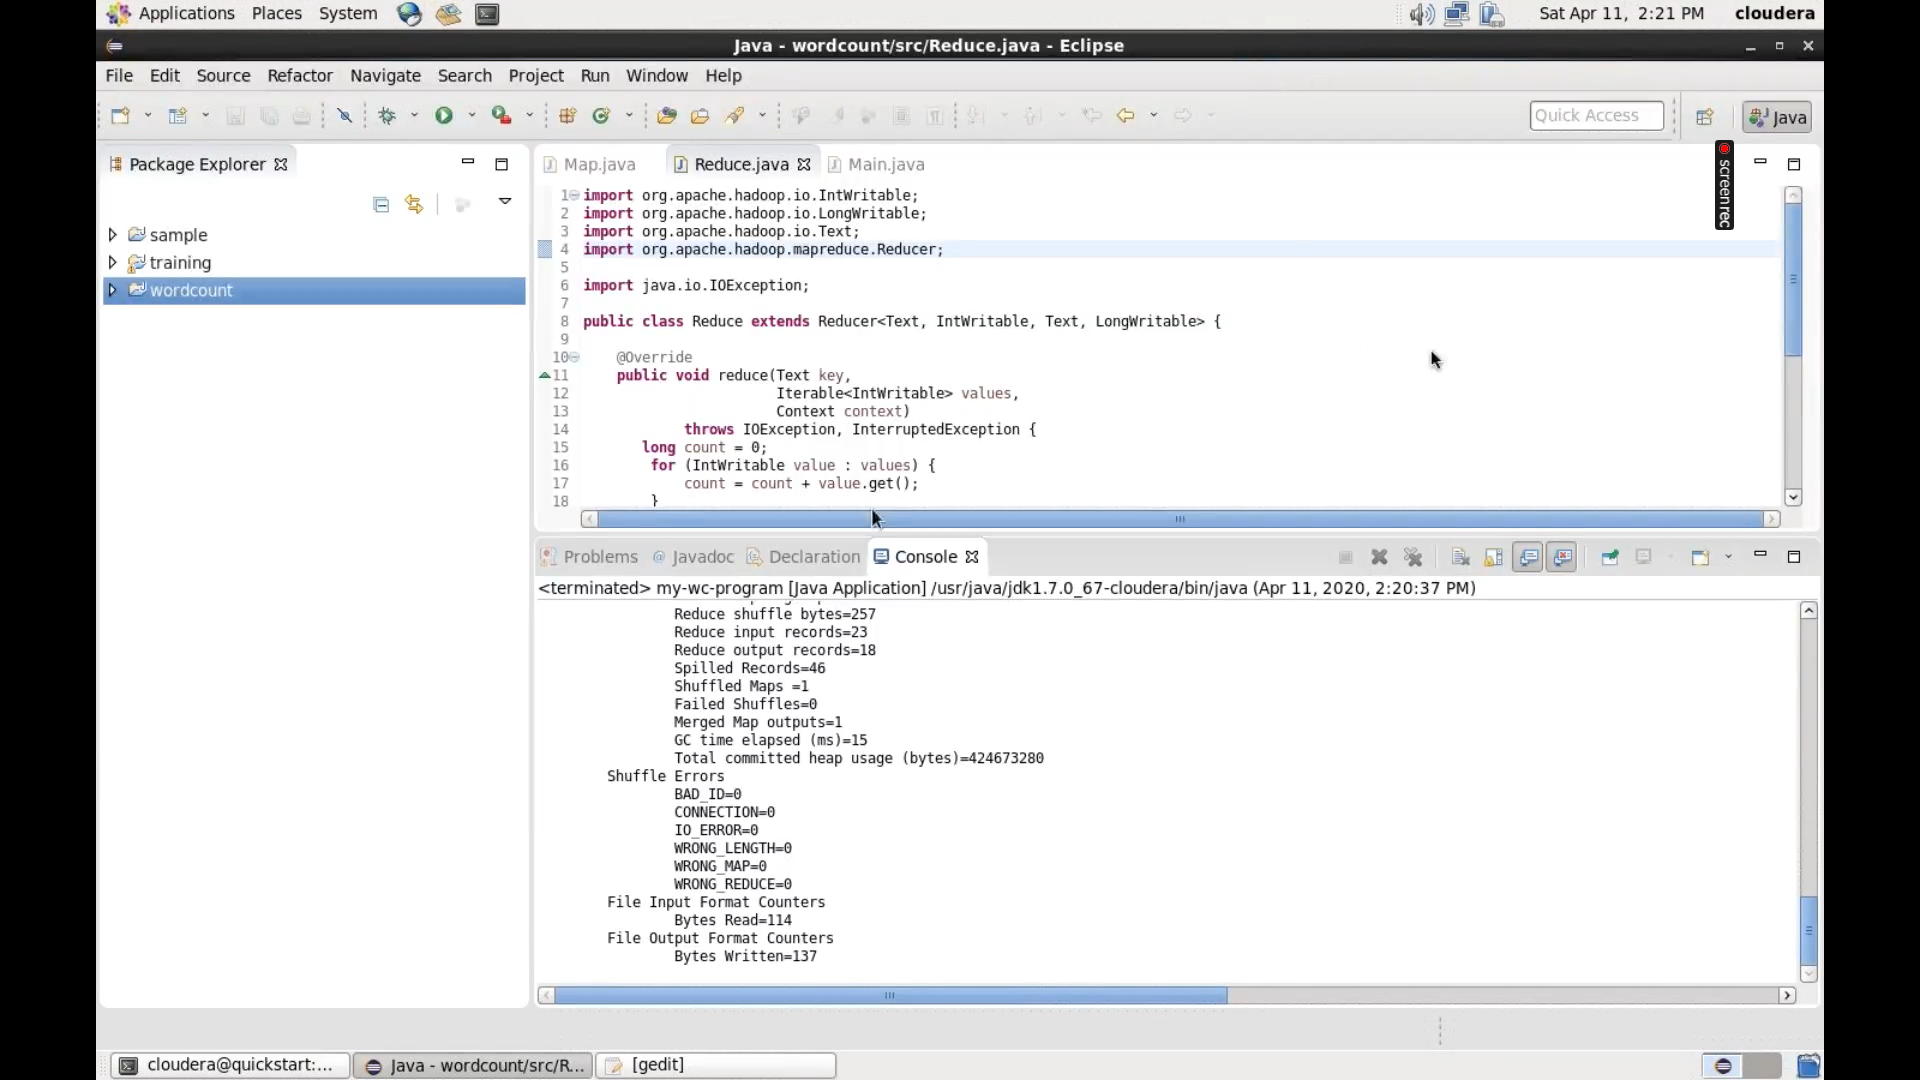 Applications Places System Sat Apr 11, 2:21 PM cloudera
Java - wordcount/src/Reduce.java - Eclipse
File Edit Source Refactor Navigate Search Project Run Window Help
Quick Access Java
Package Explorer
sample
training
wordcount
Map.java Reduce.java Main.java
screenrec
1 import org.apache.hadoop.io.IntWritable;
2 import org.apache.hadoop.io.LongWritable;
3 import org.apache.hadoop.io.Text;
4 import org.apache.hadoop.mapreduce.Reducer;
5
6 import java.io.IOException;
7
8 public class Reduce extends Reducer<Text, IntWritable, Text, LongWritable> {
9
10 @Override
11 public void reduce(Text key,
12 Iterable<IntWritable> values,
13 Context context)
14 throws IOException, InterruptedException {
15 long count = 0;
16 for (IntWritable value : values) {
17 count = count + value.get();
18 }
Problems @ Javadoc Declaration Console
<terminated> my-wc-program [Java Application] /usr/java/jdk1.7.0_67-cloudera/bin/java (Apr 11, 2020, 2:20:37 PM)
Reduce shuffle bytes=257
Reduce input records=23
Reduce output records=18
Spilled Records=46
Shuffled Maps =1
Failed Shuffles=0
Merged Map outputs=1
GC time elapsed (ms)=15
Total committed heap usage (bytes)=424673280
Shuffle Errors
BAD_ID=0
CONNECTION=0
IO_ERROR=0
WRONG_LENGTH=0
WRONG_MAP=0
WRONG_REDUCE=0
File Input Format Counters
Bytes Read=114
File Output Format Counters
Bytes Written=137
cloudera@quickstart:... Java - wordcount/src/R... [gedit]